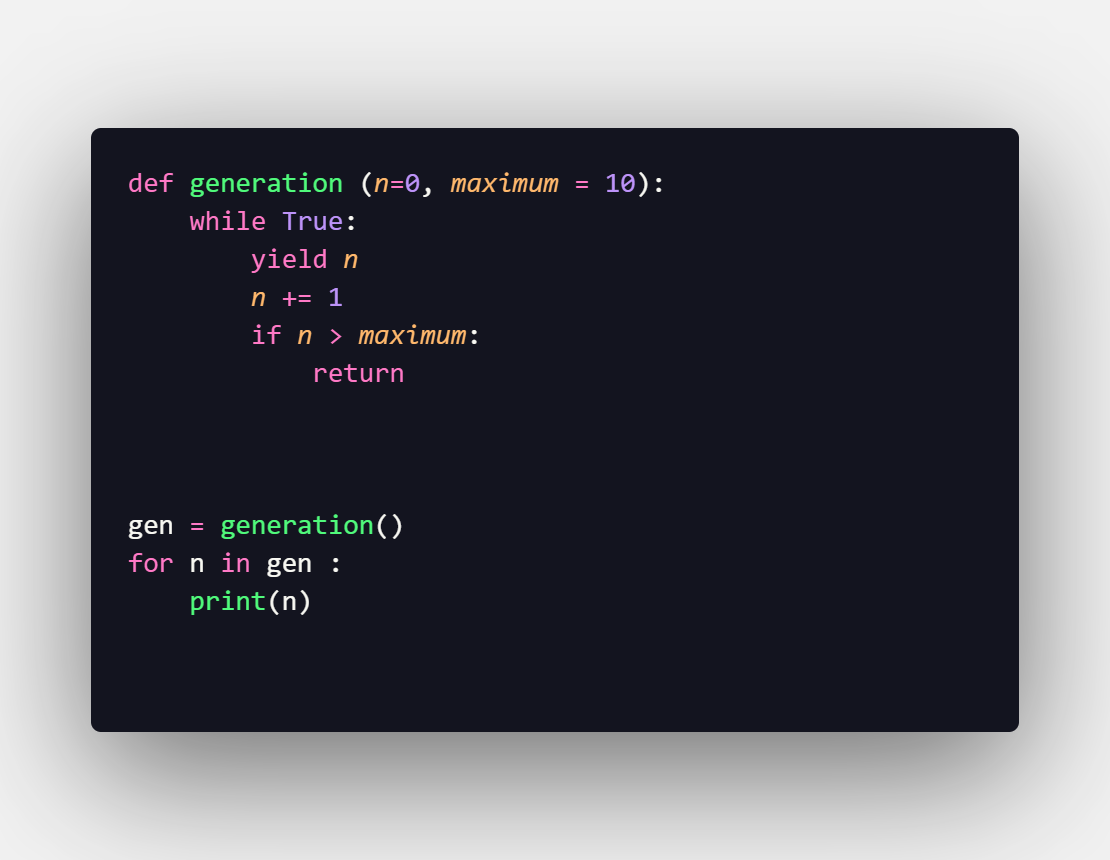 def generation (n=0, maximum = 10):
    while True:
        yield n
        n += 1
        if n > maximum:
            return
gen = generation()
for n in gen :
    print(n)